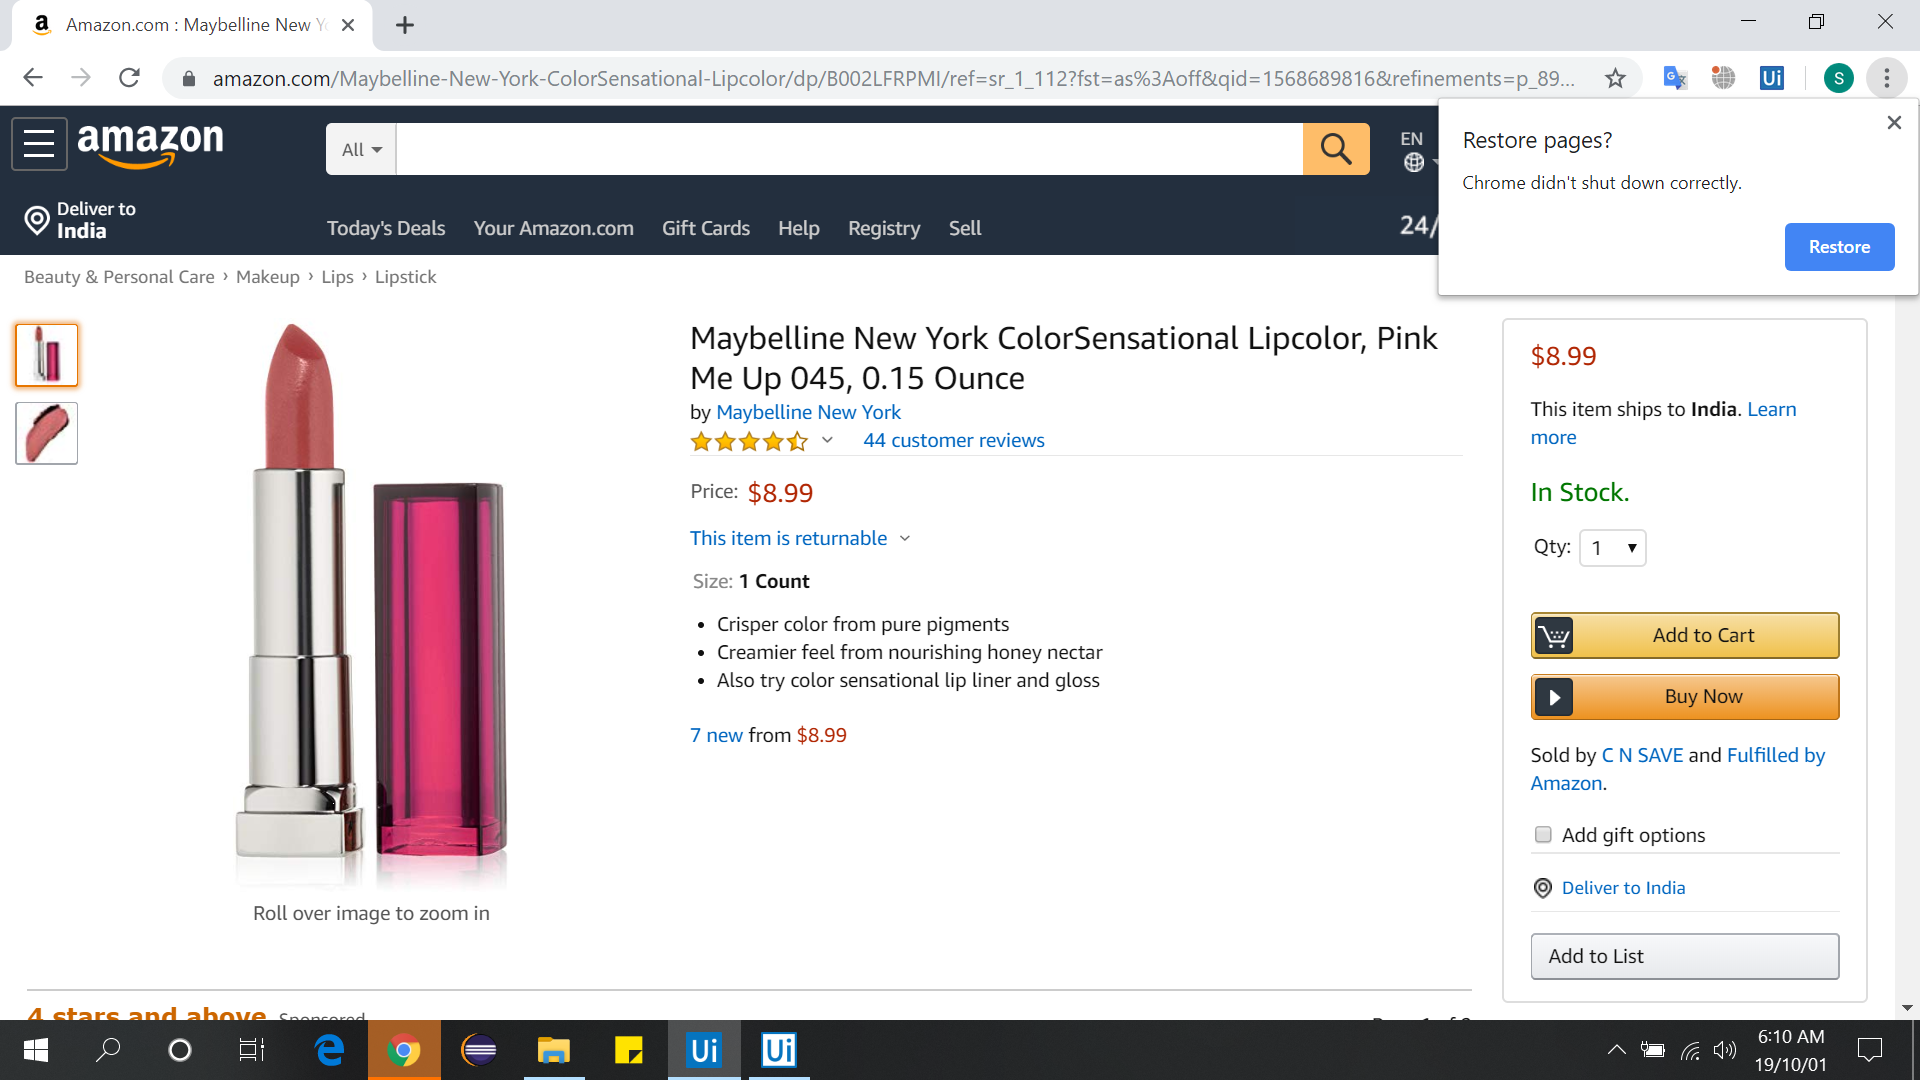 Amazon.com : Maybelline New Y
amazon.com/Maybelline-New-York-ColorSensational-Lipcolor/dp/B002LFRPMI/ref=sr_1_112?fst=as%3Aoff&qid=1568689816&refinements=p_89...
S
Ui
Restore pages?
Chrome didn't shut down correctly.
Restore
amazon
All
EN
Deliver to
India
Today's Deals
Your Amazon.com
Gift Cards
Help
Registry
Sell
24/
Beauty & Personal Care › Makeup › Lips › Lipstick
Maybelline New York ColorSensational Lipcolor, Pink
Me Up 045, 0.15 Ounce
by Maybelline New York
44 customer reviews
Price: $8.99
This item is returnable
Size: 1 Count
• Crisper color from pure pigments
• Creamier feel from nourishing honey nectar
• Also try color sensational lip liner and gloss
7 new from $8.99
Roll over image to zoom in
$8.99
This item ships to India. Learn
more
In Stock.
Qty: 1
Add to Cart
Buy Now
Sold by C N SAVE and Fulfilled by
Amazon.
Add gift options
Deliver to India
Add to List
4 stars and above Sponsored
Ui
Ui
6:10 AM
19/10/01